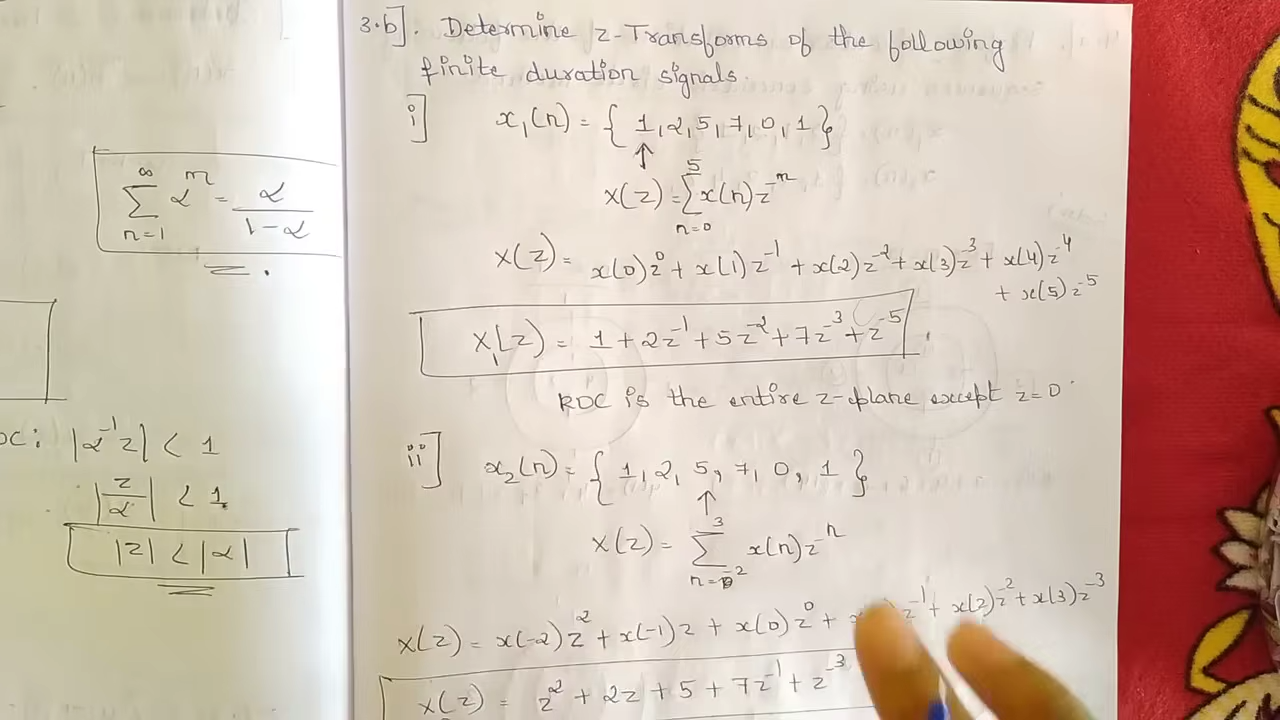 ∞
∑ α^n = α/(1-α)
n=1
OC: |α^-1 z| < 1
|z/α| < 1
|z| < |α|
3.b]. Determine z-Transforms of the following
finite duration signals.
i] x₁(n) = { 1, 2, 5, 7, 0, 1 }
↑
X(z) = ∑_{n=0}^{5} x(n) z^-n
X(z) = x(0)z^0 + x(1)z^-1 + x(2)z^-2 + x(3)z^-3 + x(4)z^-4
+ x(5)z^-5
X₁(z) = 1 + 2z^-1 + 5z^-2 + 7z^-3 + z^-5
ROC is the entire z-plane except z=0
ii] x₂(n) = { 1, 2, 5, 7, 0, 1 }
↑
X(z) = ∑_{n=-2}^{3} x(n) z^-n
X(z) = x(-2)z^2 + x(-1)z + x(0)z^0 + z^-1 + x(2)z^-2 + x(3)z^-3
X(z) = z^2 + 2z + 5 + 7z^-1 + z^-3